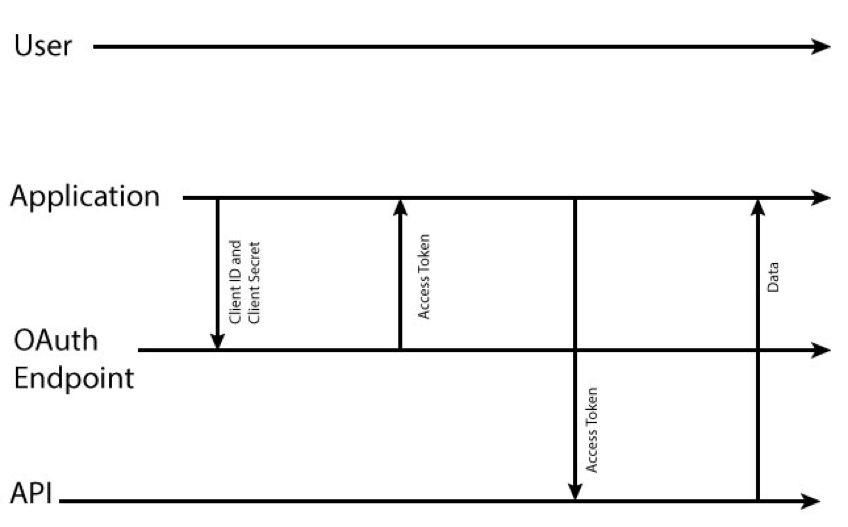 User
Application
Client ID and
Client Secret
Access Token
Data
OAuth
Endpoint
Access Token
API